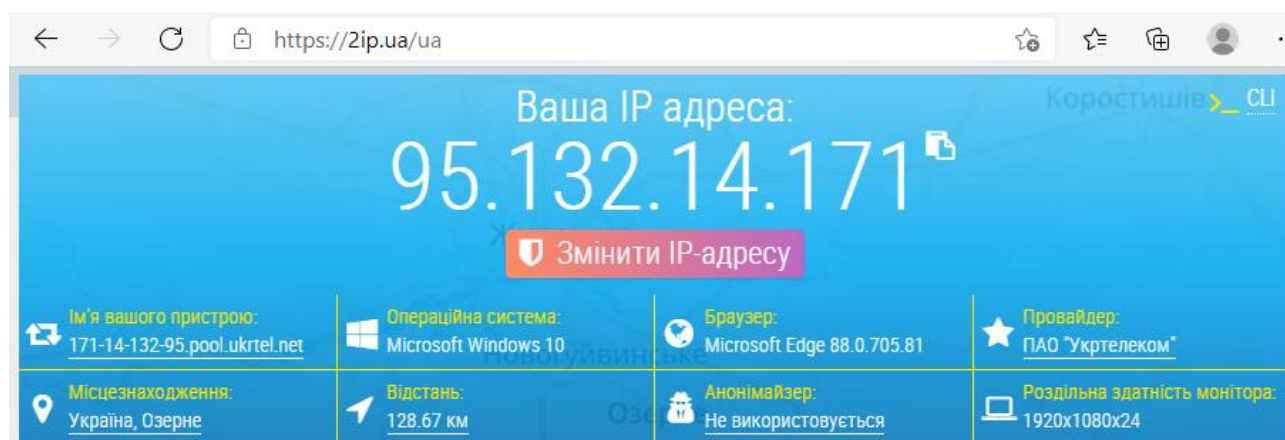 https://2ip.ua/ua
Ваша IP адреса:
Коростишів
CLI
95.132.14.171
Змінити IP-адресу
Ім'я вашого пристрою:
171-14-132-95.pool.ukrtel.net
Операційна система:
Microsoft Windows 10
Браузер:
Microsoft Edge 88.0.705.81
Провайдер:
ПАО "Укртелеком"
Новогуйвинське
Місцезнаходження:
Україна, Озерне
Відстань:
128.67 км
Анонімайзер:
Не використовується
Роздільна здатність монітора:
1920x1080x24